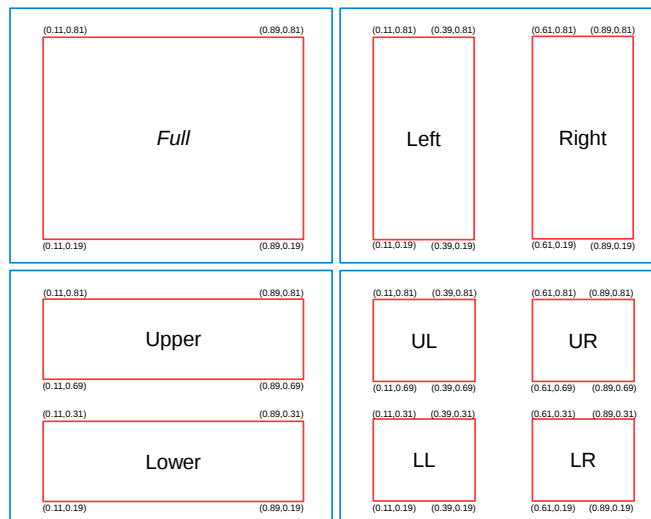 (0.11,0.81) (0.89,0.81)
Full
(0.11,0.19) (0.89,0.19)
(0.11,0.81) (0.39,0.81) (0.61,0.81) (0.89,0.81)
Left Right
(0.11,0.19) (0.39,0.19) (0.61,0.19) (0.89,0.19)
(0.11,0.81) (0.89,0.81)
Upper
(0.11,0.69) (0.89,0.69)
(0.11,0.31) (0.89,0.31)
Lower
(0.11,0.19) (0.89,0.19)
(0.11,0.81) (0.39,0.81) (0.61,0.81) (0.89,0.81)
UL UR
(0.11,0.69) (0.39,0.69) (0.61,0.69) (0.89,0.69)
(0.11,0.31) (0.39,0.31) (0.61,0.31) (0.89,0.31)
LL LR
(0.11,0.19) (0.39,0.19) (0.61,0.19) (0.89,0.19)